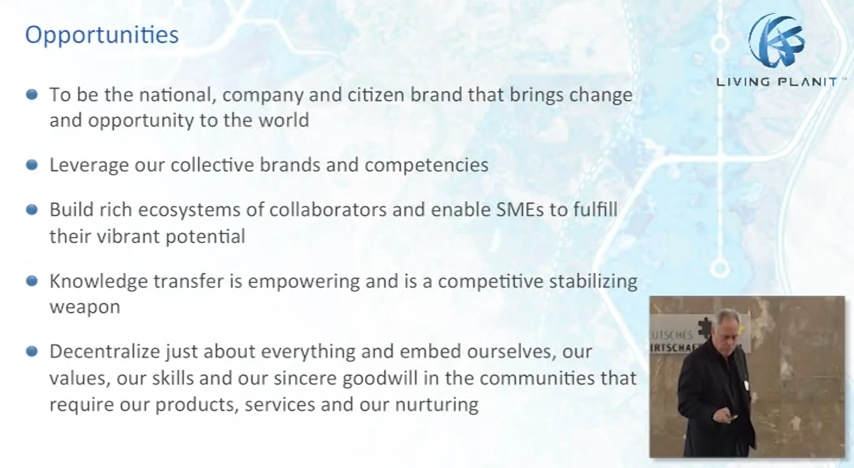 Opportunities
LIVING PLANIT™
To be the national, company and citizen brand that brings change
and opportunity to the world
Leverage our collective brands and competencies
Build rich ecosystems of collaborators and enable SMEs to fulfill
their vibrant potential
Knowledge transfer is empowering and is a competitive stabilizing
weapon
Decentralize just about everything and embed ourselves, our
values, our skills and our sincere goodwill in the communities that
require our products, services and our nurturing
UTSCHES
IRTSCHAF